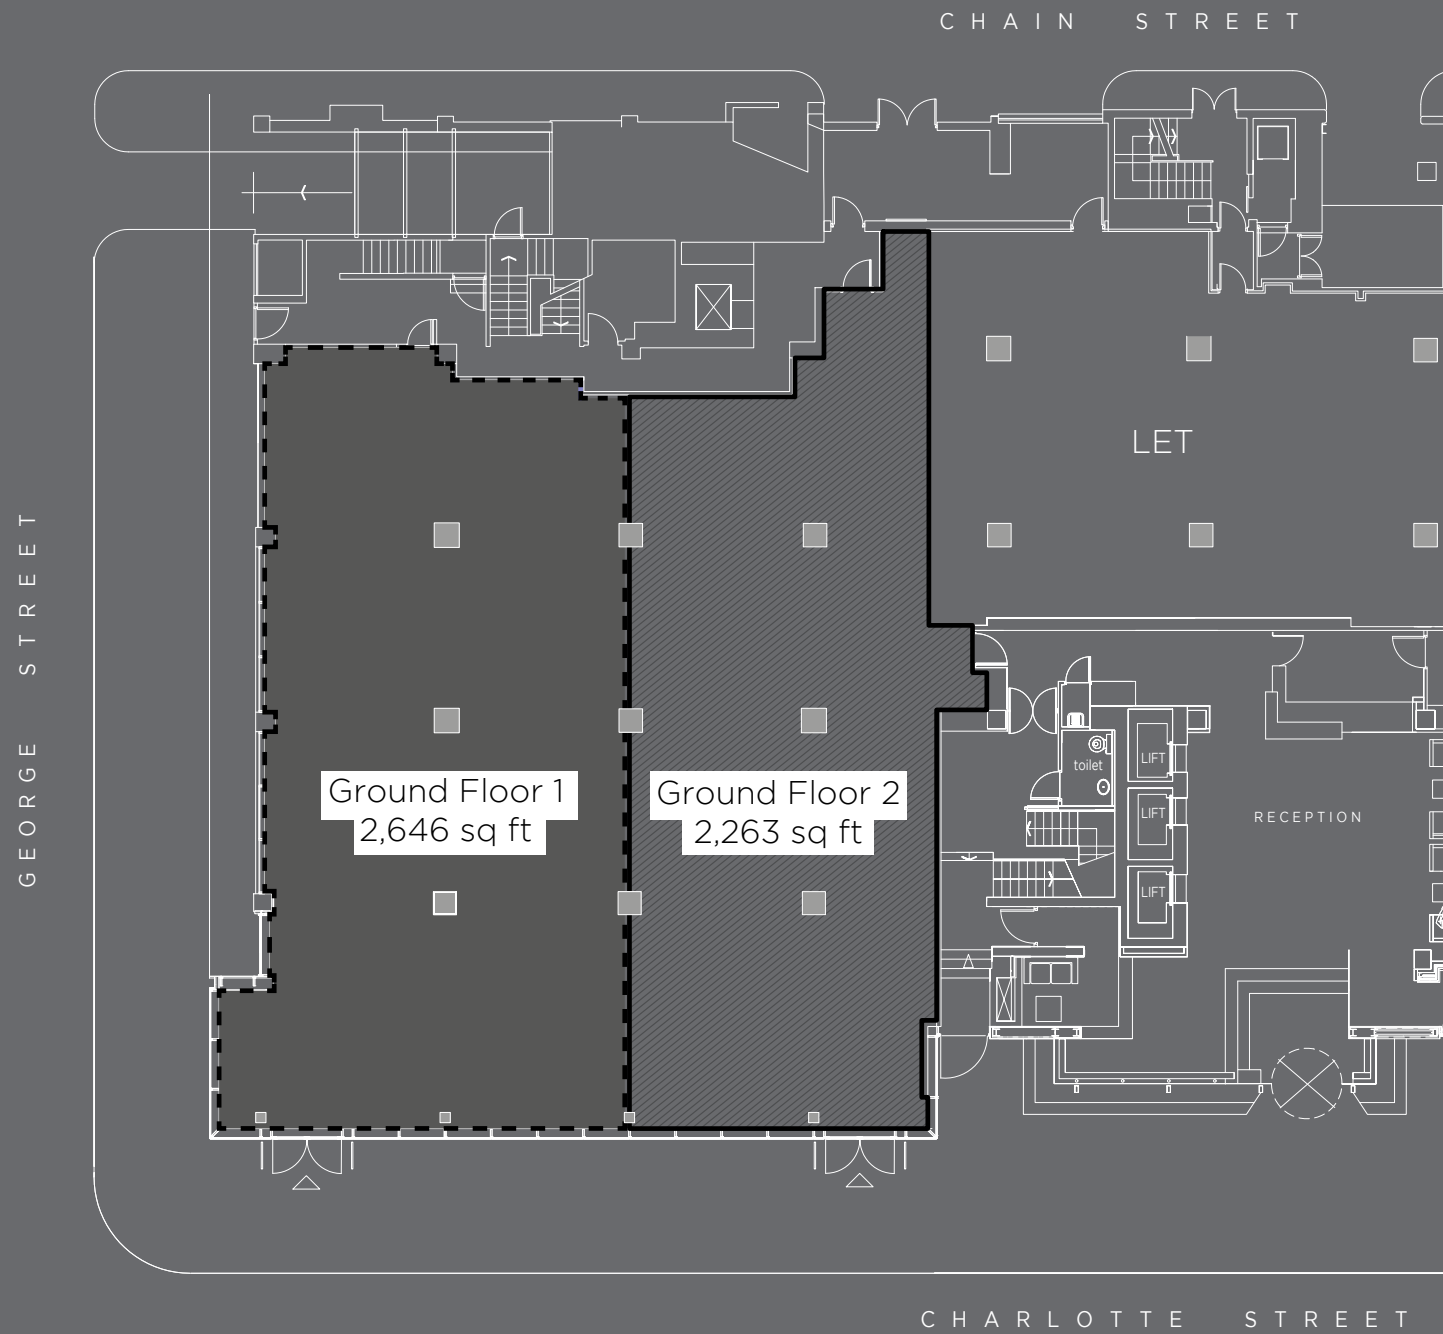 CHAIN STREET
LET
GEORGE STREET
Ground Floor 1
2,646 sq ft
Ground Floor 2
2,263 sq ft
toilet
LIFT
LIFT
LIFT
RECEPTION
CHARLOTTE STREET